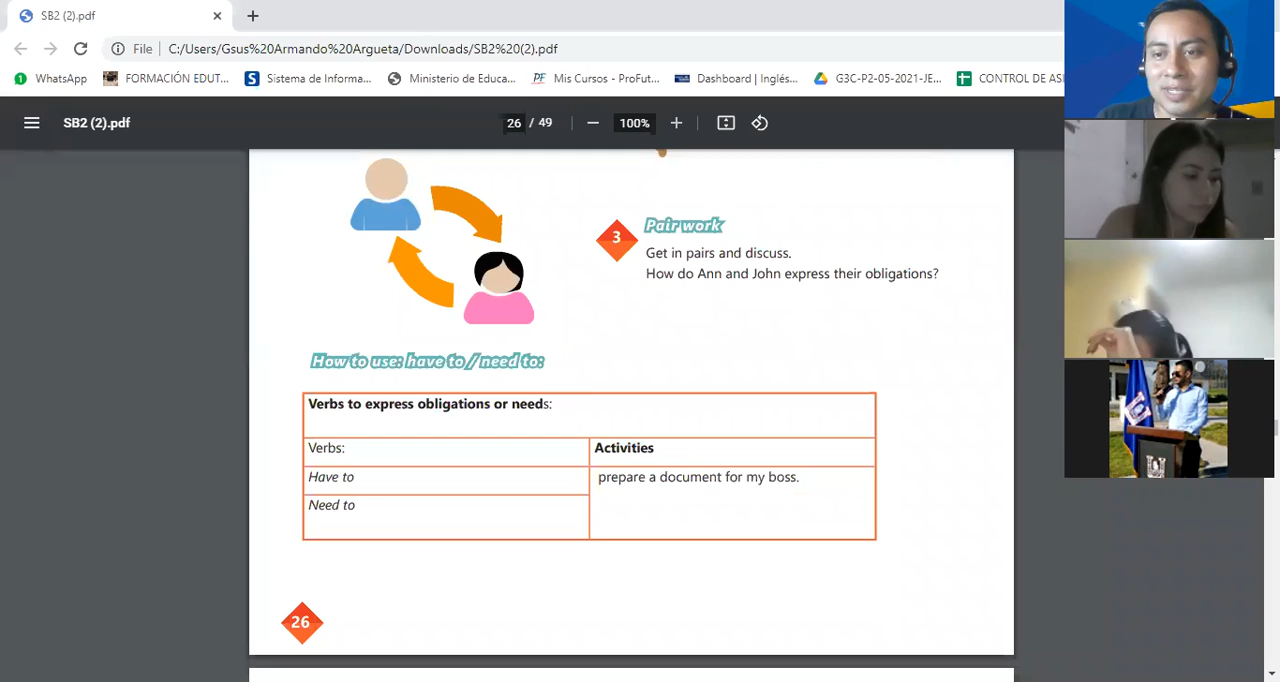 SB2 (2).pdf
File
C:/Users/Gsus%20Armando%20Argueta/Downloads/SB2%20(2).pdf
WhatsApp
FORMACIÓN EDUT...
Sistema de Informa...
Ministerio de Educa...
Mis Cursos - ProFut...
Dashboard | Inglés...
G3C-P2-05-2021-JE...
CONTROL DE ASI
SB2 (2).pdf
26 / 49
100%
3
Pair work
Get in pairs and discuss.
How do Ann and John express their obligations?
How to use: have to / need to:
Verbs to express obligations or needs:
Verbs:
Activities
Have to
prepare a document for my boss.
Need to
26